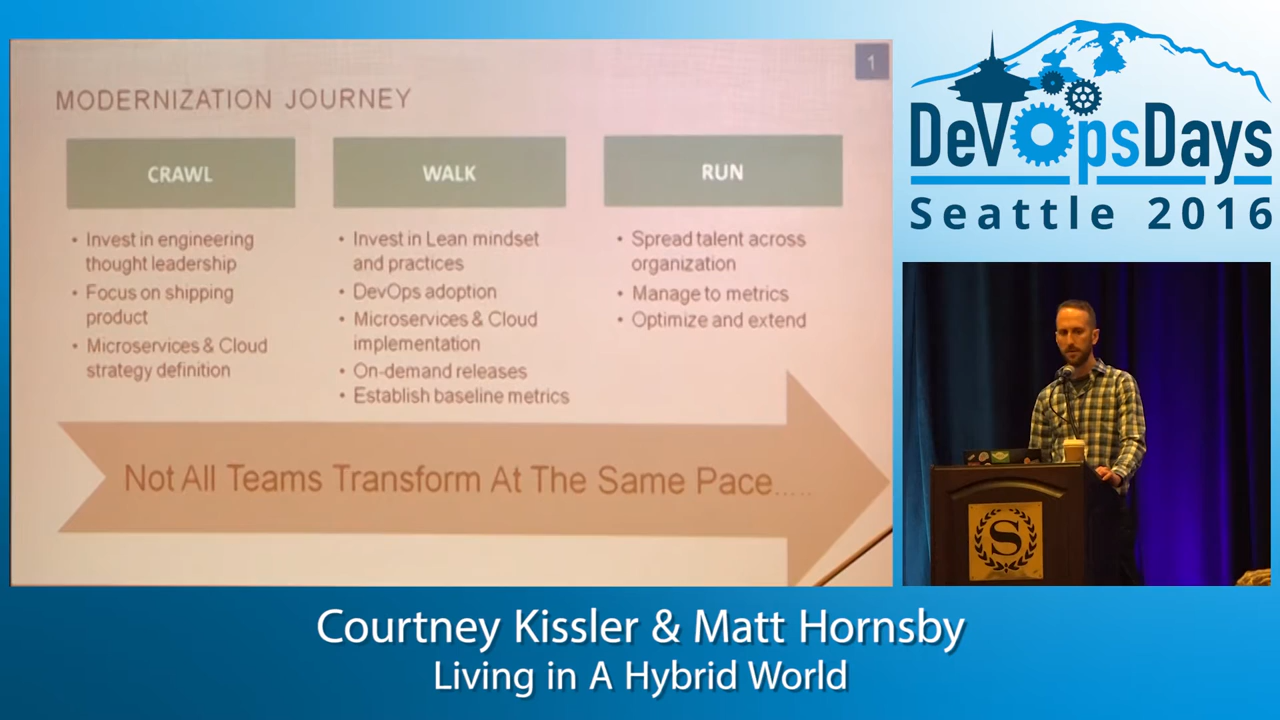 1
MODERNIZATION JOURNEY
CRAWL
• Invest in engineering
thought leadership
• Focus on shipping
product
• Microservices & Cloud
strategy definition
WALK
• Invest in Lean mindset
and practices
• DevOps adoption
• Microservices & Cloud
implementation
• On-demand releases
• Establish baseline metrics
RUN
• Spread talent across
organization
• Manage to metrics
• Optimize and extend
Not All Teams Transform At The Same Pace.....
DevOpsDays
Seattle 2016
S
Courtney Kissler & Matt Hornsby
Living in A Hybrid World